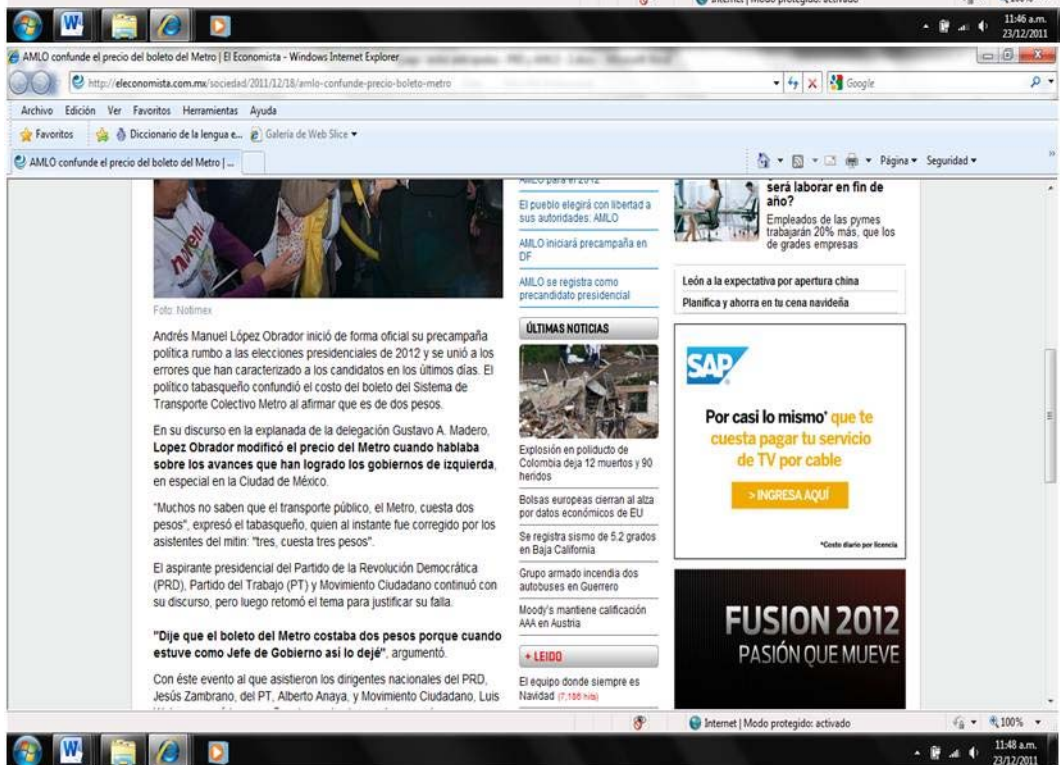 Internet | Modo protegido: activado
100%
11:46 a.m.
23/12/2011
AMLO confunde el precio del boleto del Metro | El Economista - Windows Internet Explorer
http://eleconomista.com.mx/sociedad/2011/12/18/amlo-confunde-precio-boleto-metro
Google
Archivo Edición Ver Favoritos Herramientas Ayuda
Favoritos
Diccionario de la lengua e...
Galería de Web Slice
AMLO confunde el precio del boleto del Metro | ...
Página
Seguridad
Foto: Notimex
Andrés Manuel López Obrador inició de forma oficial su precampaña
política rumbo a las elecciones presidenciales de 2012 y se unió a los
errores que han caracterizado a los candidatos en los últimos días. El
político tabasqueño confundió el costo del boleto del Sistema de
Transporte Colectivo Metro al afirmar que es de dos pesos.
En su discurso en la explanada de la delegación Gustavo A. Madero,
Lopez Obrador modificó el precio del Metro cuando hablaba
sobre los avances que han logrado los gobiernos de izquierda,
en especial en la Ciudad de México.
"Muchos no saben que el transporte público, el Metro, cuesta dos
pesos", expresó el tabasqueño, quien al instante fue corregido por los
asistentes del mitin: "tres, cuesta tres pesos".
El aspirante presidencial del Partido de la Revolución Democrática
(PRD), Partido del Trabajo (PT) y Movimiento Ciudadano continuó con
su discurso, pero luego retomó el tema para justificar su falla.
"Dije que el boleto del Metro costaba dos pesos porque cuando
estuve como Jefe de Gobierno así lo dejé", argumentó.
Con éste evento al que asistieron los dirigentes nacionales del PRD,
Jesús Zambrano, del PT, Alberto Anaya, y Movimiento Ciudadano, Luis
AMLO para el 2012
El pueblo elegirá con libertad a
sus autoridades: AMLO
AMLO iniciará precampaña en
DF
AMLO se registra como
precandidato presidencial
ÚLTIMAS NOTICIAS
Explosión en poliducto de
Colombia deja 12 muertos y 90
heridos
Bolsas europeas cierran al alza
por datos económicos de EU
Se registra sismo de 5.2 grados
en Baja California
Grupo armado incendia dos
autobuses en Guerrero
Moody's mantiene calificación
AAA en Austria
+ LEIDO
El equipo donde siempre es
Navidad (7,186 hits)
será laborar en fin de
año?
Empleados de las pymes
trabajarán 20% más, que los
de grades empresas
León a la expectativa por apertura china
Planifica y ahorra en tu cena navideña
SAP
Por casi lo mismo* que te
cuesta pagar tu servicio
de TV por cable
> INGRESA AQUÍ
*Costo diario por licencia
FUSION 2012
PASIÓN QUE MUEVE
Internet | Modo protegido: activado
100%
11:48 a.m.
23/12/2011